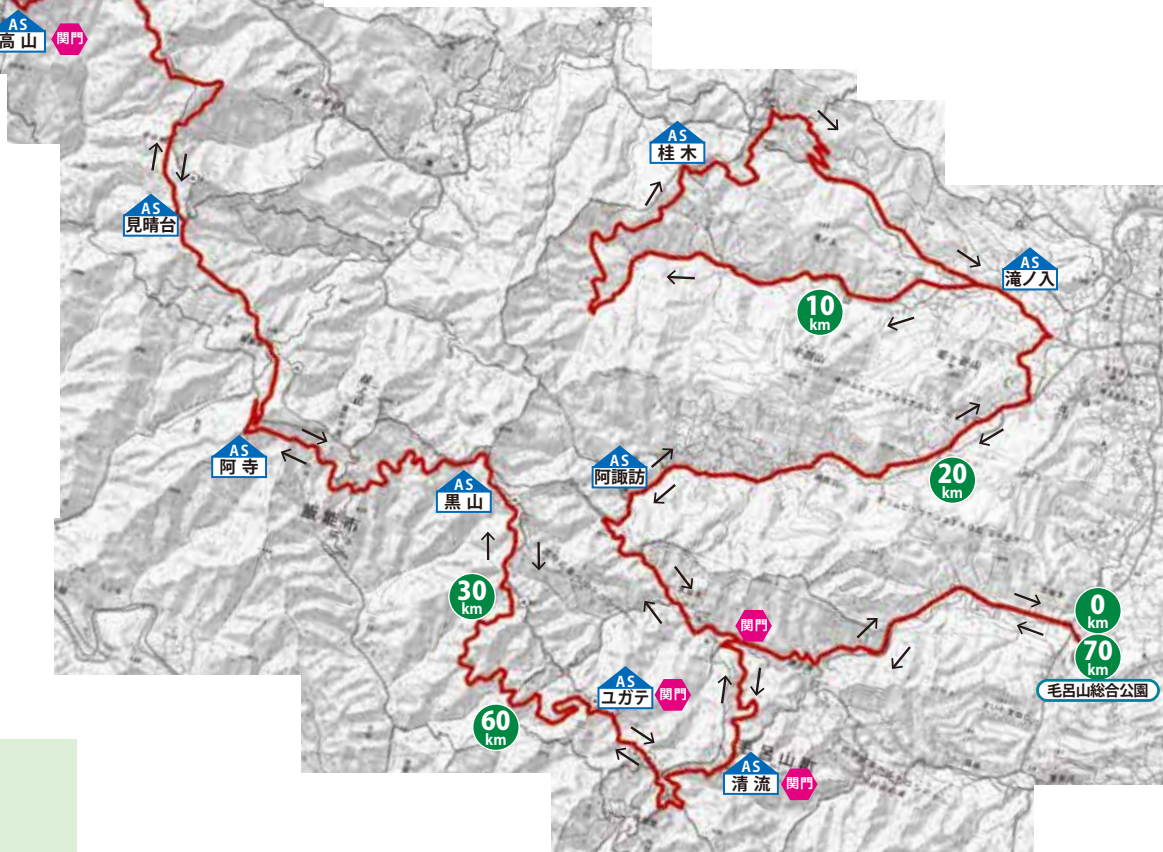 AS
高山
関門
AS
桂木
AS
見晴台
AS
滝ノ入
10
km
AS
阿寺
AS
黒山
AS
阿諏訪
20
km
30
km
関門
0
km
70
km
毛呂山総合公園
AS
ユガテ
関門
60
km
AS
清流
関門